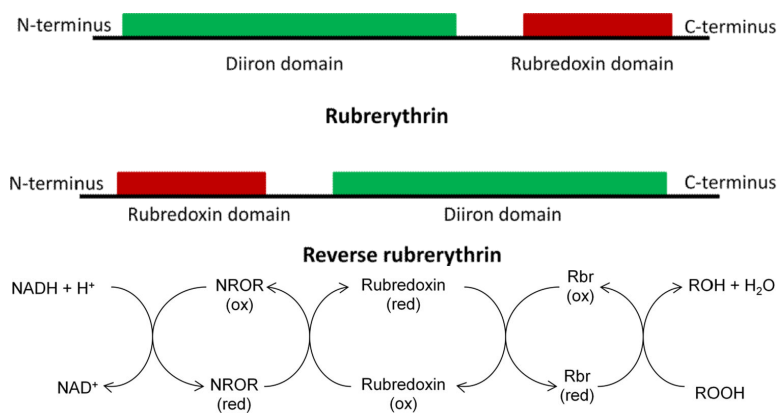 N-terminus C-terminus
Diiron domain Rubredoxin domain
Rubrerythrin
N-terminus C-terminus
Rubredoxin domain Diiron domain
Reverse rubrerythrin
NADH + H⁺ NROR Rubredoxin Rbr ROH + H₂O
(ox) (red) (ox)
NAD⁺ NROR Rubredoxin Rbr ROOH
(red) (ox) (red)